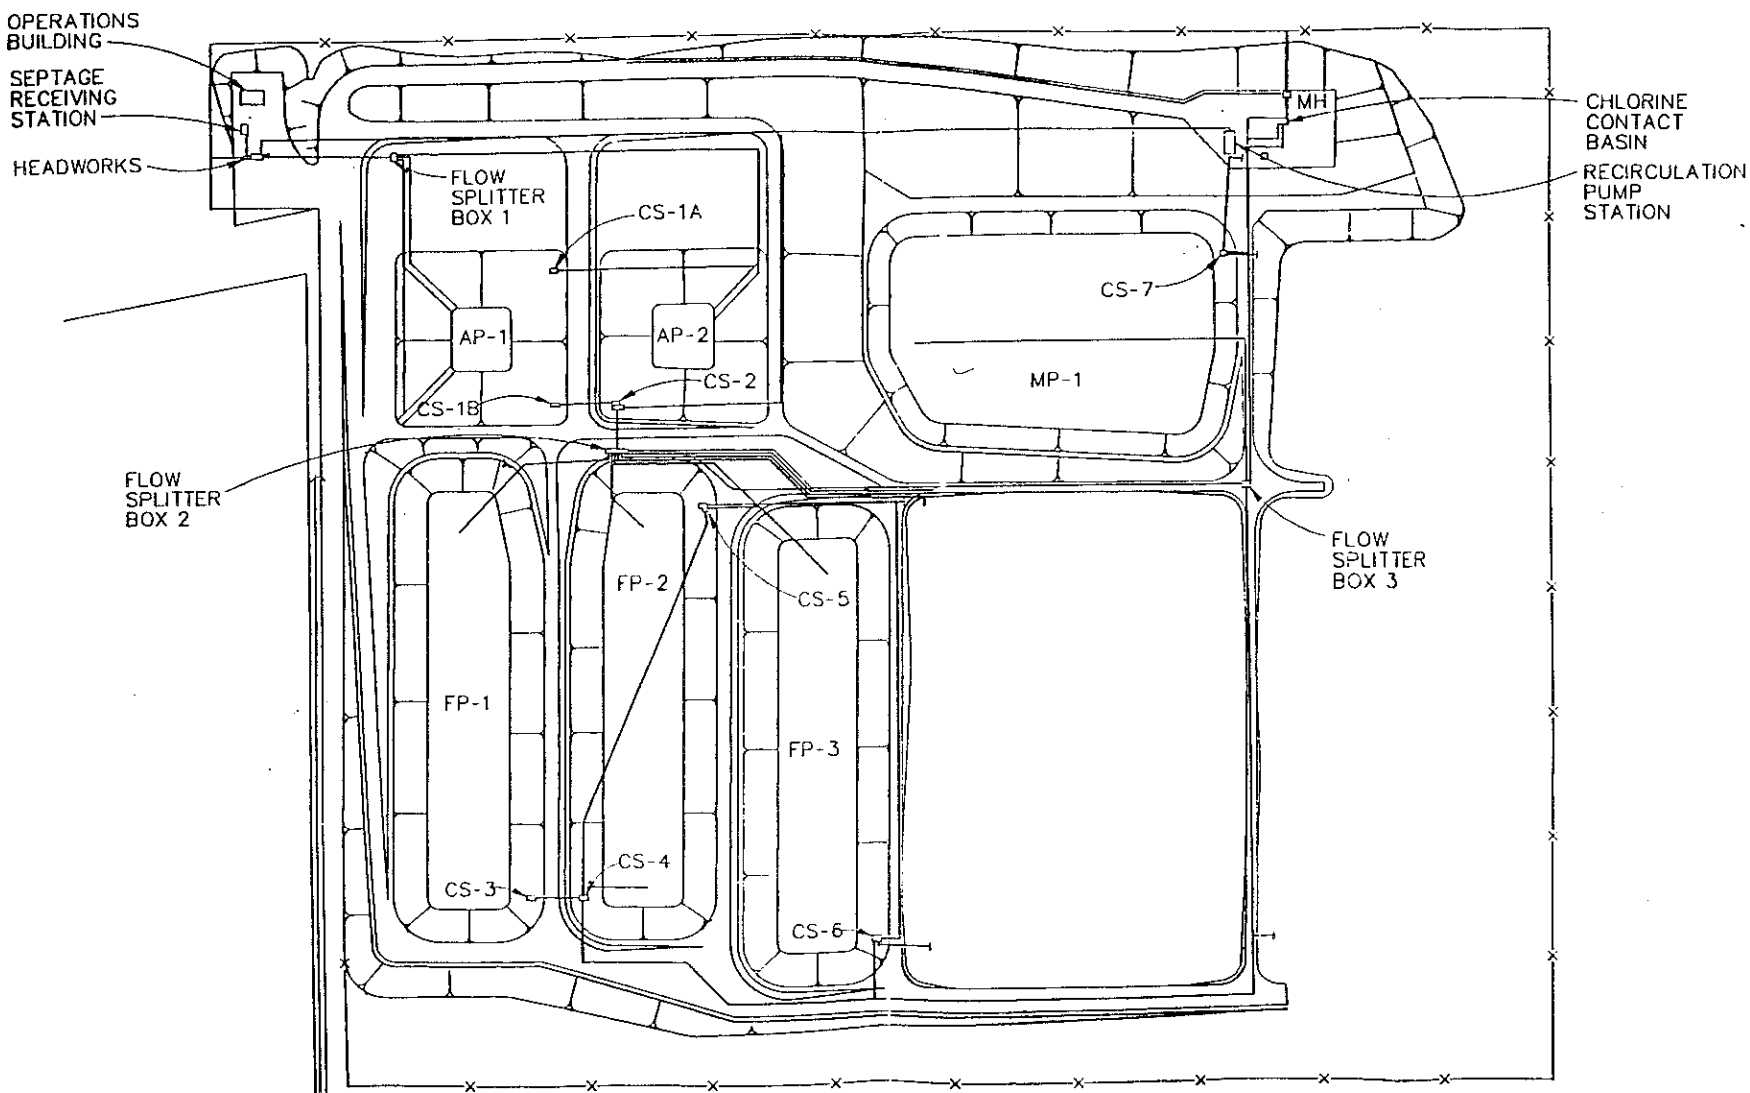 OPERATIONS
BUILDING
SEPTAGE
RECEIVING
STATION
HEADWORKS
FLOW
SPLITTER
BOX 1
CS-1A
MH
CHLORINE
CONTACT
BASIN
RECIRCULATION
PUMP
STATION
CS-7
AP-1
AP-2
CS-2
MP-1
CS-1B
FLOW
SPLITTER
BOX 2
FLOW
SPLITTER
BOX 3
FP-2
CS-5
FP-1
FP-3
CS-4
CS-3
CS-6